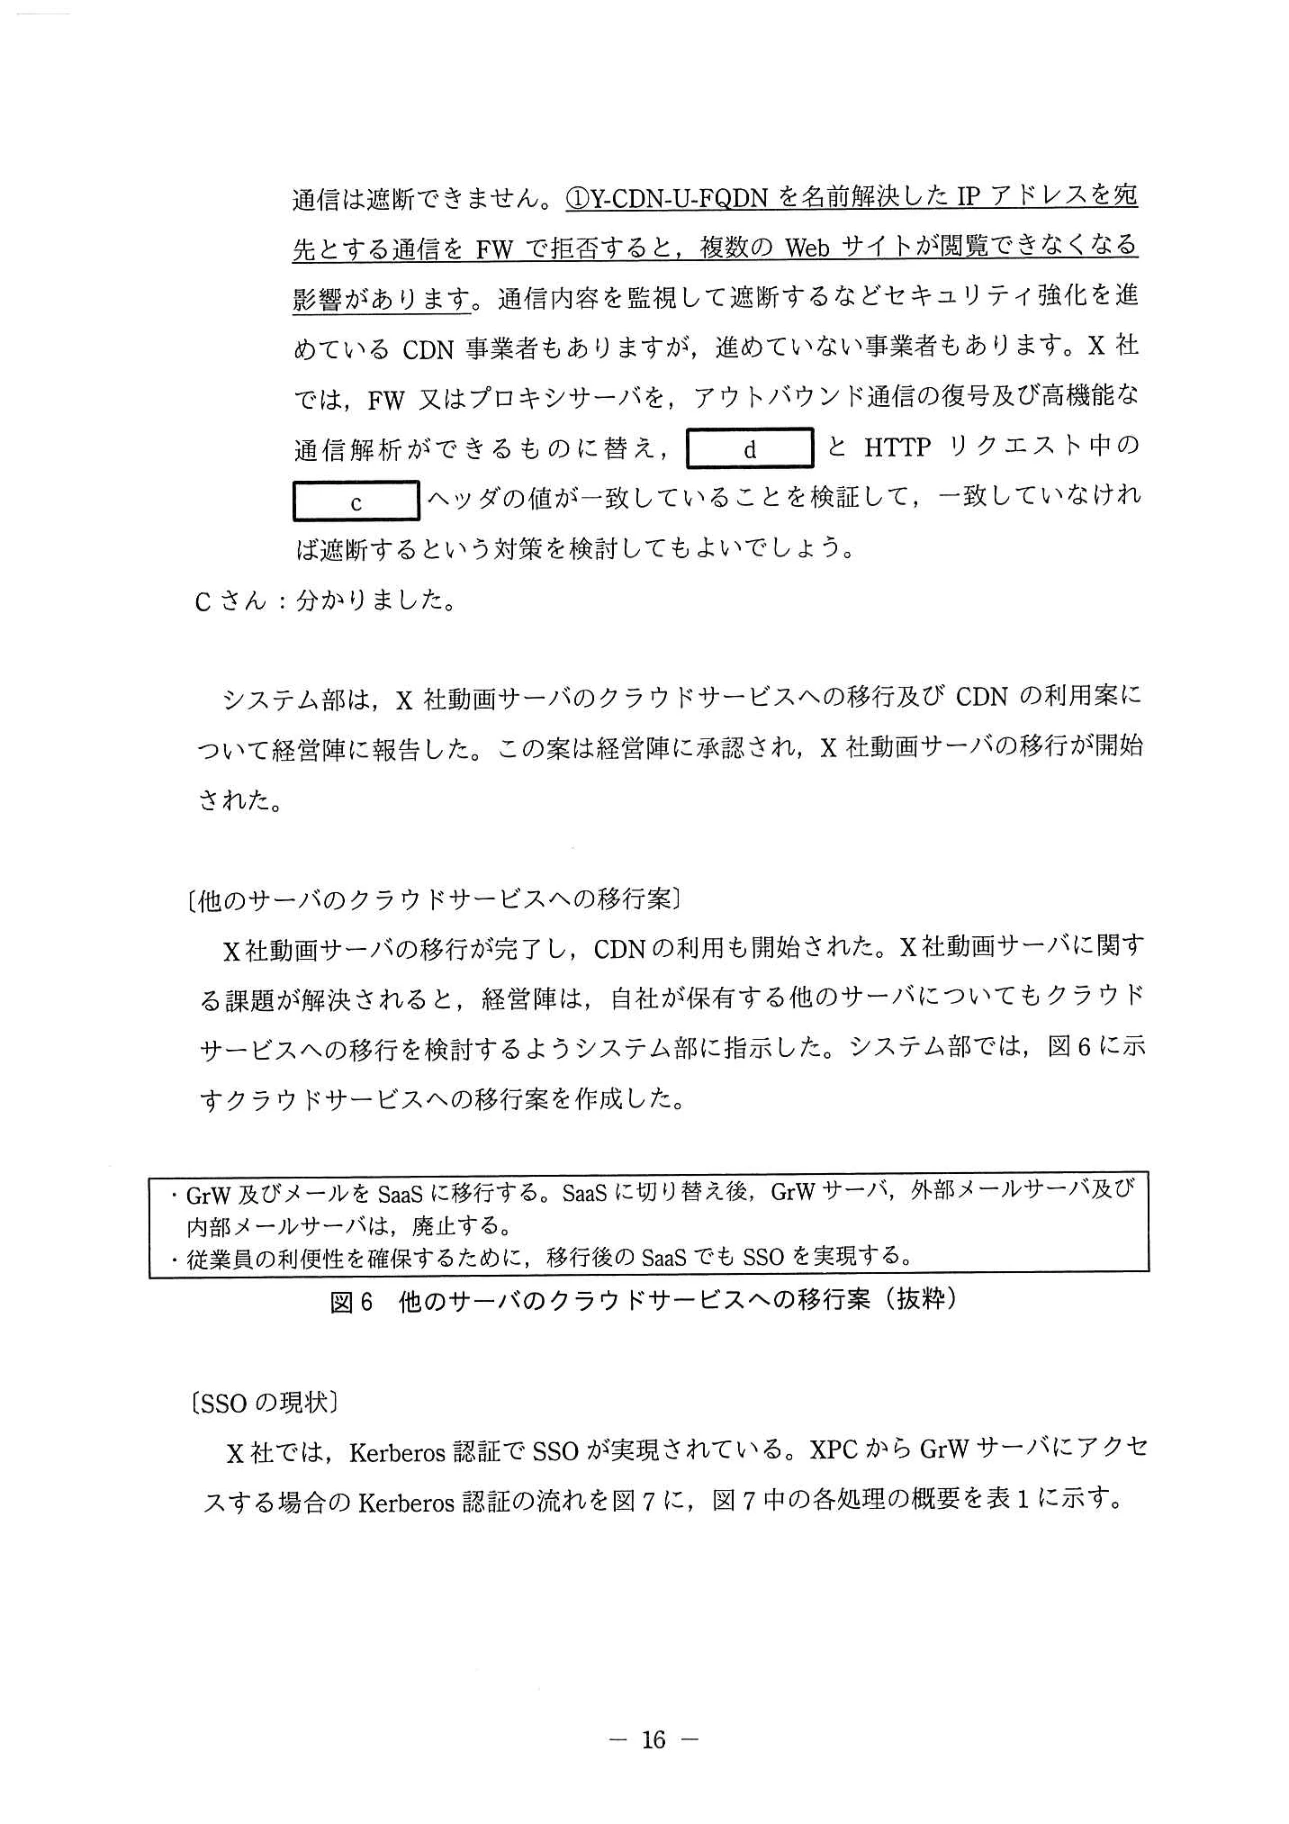 通信は遮断できません。①Y-CDN-U-FQDN を名前解決した IP アドレスを宛
先とする通信を FW で拒否すると，複数の Web サイトが閲覧できなくなる
影響があります。通信内容を監視して遮断するなどセキュリティ強化を進
めている CDN 事業者もありますが，進めていない事業者もあります。X 社
では，FW 又はプロキシサーバを，アウトバウンド通信の復号及び高機能な
通信解析ができるものに替え， d と HTTP リクエスト中の
c ヘッダの値が一致していることを検証して，一致していなけれ
ば遮断するという対策を検討してもよいでしょう。
C さん：分かりました。
システム部は，X 社動画サーバのクラウドサービスへの移行及び CDN の利用案に
ついて経営陣に報告した。この案は経営陣に承認され，X 社動画サーバの移行が開始
された。
〔他のサーバのクラウドサービスへの移行案〕
X 社動画サーバの移行が完了し，CDN の利用も開始された。X 社動画サーバに関す
る課題が解決されると，経営陣は，自社が保有する他のサーバについてもクラウド
サービスへの移行を検討するようシステム部に指示した。システム部では，図 6 に示
すクラウドサービスへの移行案を作成した。
・GrW 及びメールを SaaS に移行する。SaaS に切り替え後，GrW サーバ，外部メールサーバ及び
内部メールサーバは，廃止する。
・従業員の利便性を確保するために，移行後の SaaS でも SSO を実現する。
図 6　他のサーバのクラウドサービスへの移行案（抜粋）
〔SSO の現状〕
X 社では，Kerberos 認証で SSO が実現されている。XPC から GrW サーバにアクセ
スする場合の Kerberos 認証の流れを図 7 に，図 7 中の各処理の概要を表 1 に示す。
－ 16 －